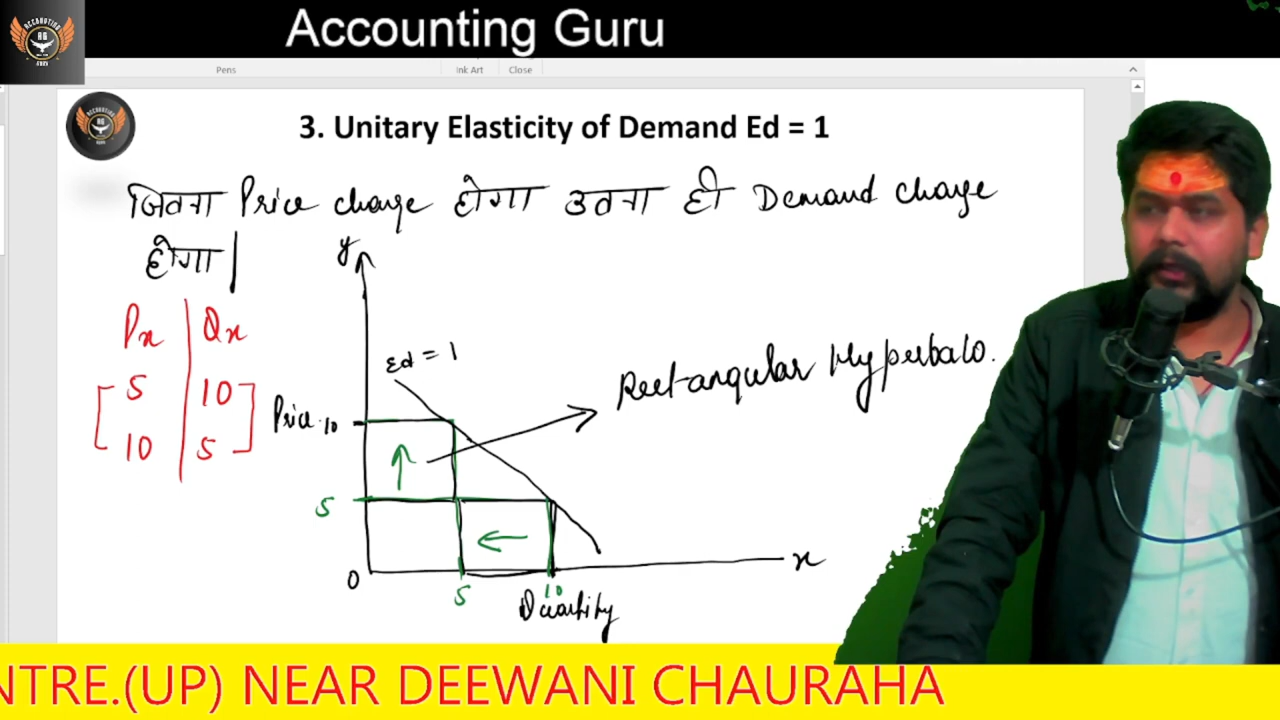 Accounting Guru
Pens
Ink Art
Close
3. Unitary Elasticity of Demand Ed = 1
जितना Price change होगा उतना ही Demand change
होगा|
y
Px Qx
Ed = 1
5 10
Rectangular Hyperbalo.
Price 10
10 5
5
0
x
5 10
Quantity
NTRE.(UP) NEAR DEEWANI CHAURAHA